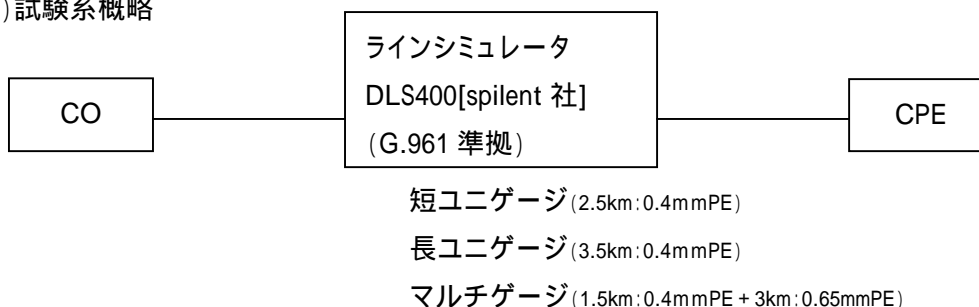 )試験系概略
ラインシミュレータ
DLS400[spilent 社]
(G.961 準拠)
CO
CPE
短ユニゲージ(2.5km:0.4mmPE)
長ユニゲージ(3.5km:0.4mmPE)
マルチゲージ(1.5km:0.4mmPE+3km:0.65mmPE)